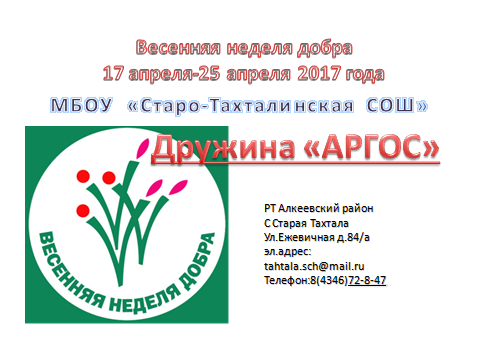 Весенняя неделя добра
17 апреля-25 апреля 2017 года
МБОУ «Старо-Тахталинская СОШ»
Дружина «АРГОС»
РТ Алкеевский район
С Старая Тахтала
Ул.Ежевичная д.84/а
эл.адрес:
tahtala.sch@mail.ru
Телефон:8(4346)72-8-47
ВЕСЕННЯЯ НЕДЕЛЯ ДОБРА